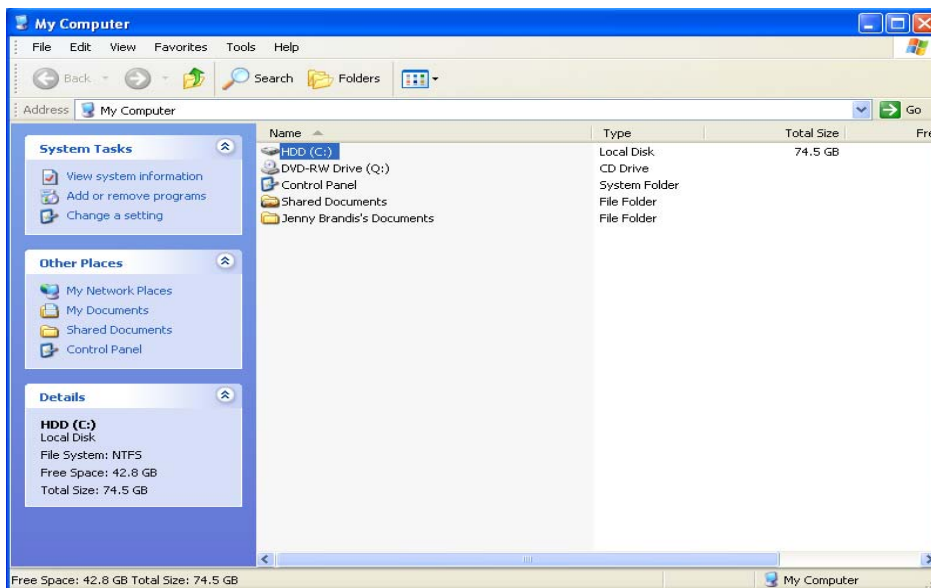 My Computer
File Edit View Favorites Tools Help
Back Search Folders
Address My Computer Go
System Tasks
View system information
Add or remove programs
Change a setting
Other Places
My Network Places
My Documents
Shared Documents
Control Panel
Details
HDD (C:)
Local Disk
File System: NTFS
Free Space: 42.8 GB
Total Size: 74.5 GB
Name Type Total Size Fre
HDD (C:) Local Disk 74.5 GB
DVD-RW Drive (Q:) CD Drive
Control Panel System Folder
Shared Documents File Folder
Jenny Brandis's Documents File Folder
Free Space: 42.8 GB Total Size: 74.5 GB My Computer